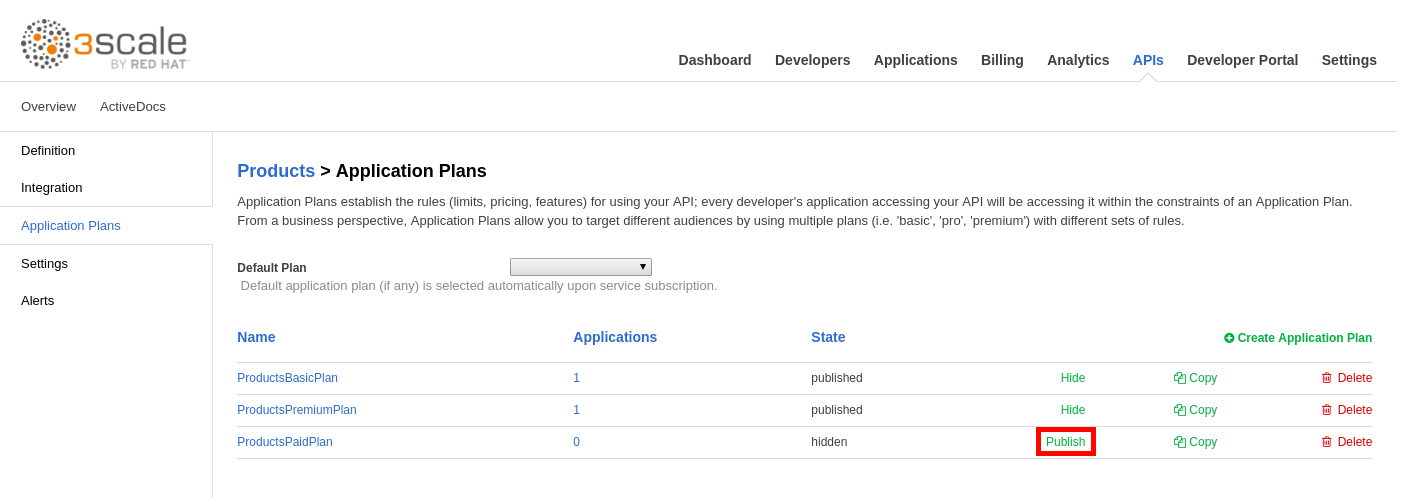 3scale
BY RED HAT
Dashboard Developers Applications Billing Analytics APIs Developer Portal Settings
Overview ActiveDocs
Definition
Integration
Application Plans
Settings
Alerts
Products > Application Plans
Application Plans establish the rules (limits, pricing, features) for using your API; every developer's application accessing your API will be accessing it within the constraints of an Application Plan.
From a business perspective, Application Plans allow you to target different audiences by using multiple plans (i.e. 'basic', 'pro', 'premium') with different sets of rules.
Default Plan
Default application plan (if any) is selected automatically upon service subscription.
Name Applications State Create Application Plan
ProductsBasicPlan 1 published Hide Copy Delete
ProductsPremiumPlan 1 published Hide Copy Delete
ProductsPaidPlan 0 hidden Publish Copy Delete